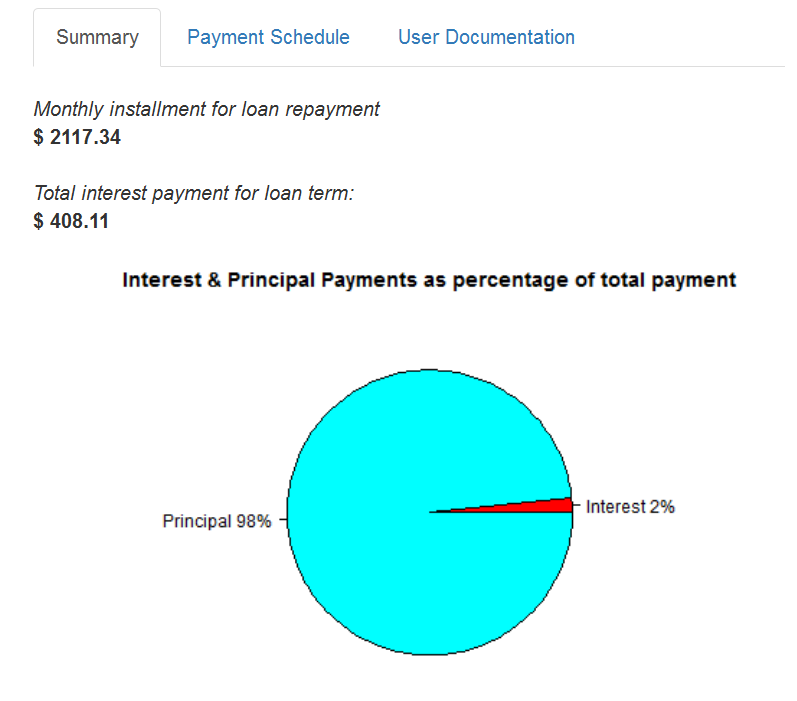 Summary Payment Schedule User Documentation
Monthly installment for loan repayment
$ 2117.34
Total interest payment for loan term:
$ 408.11
Interest & Principal Payments as percentage of total payment
Interest 2%
Principal 98%